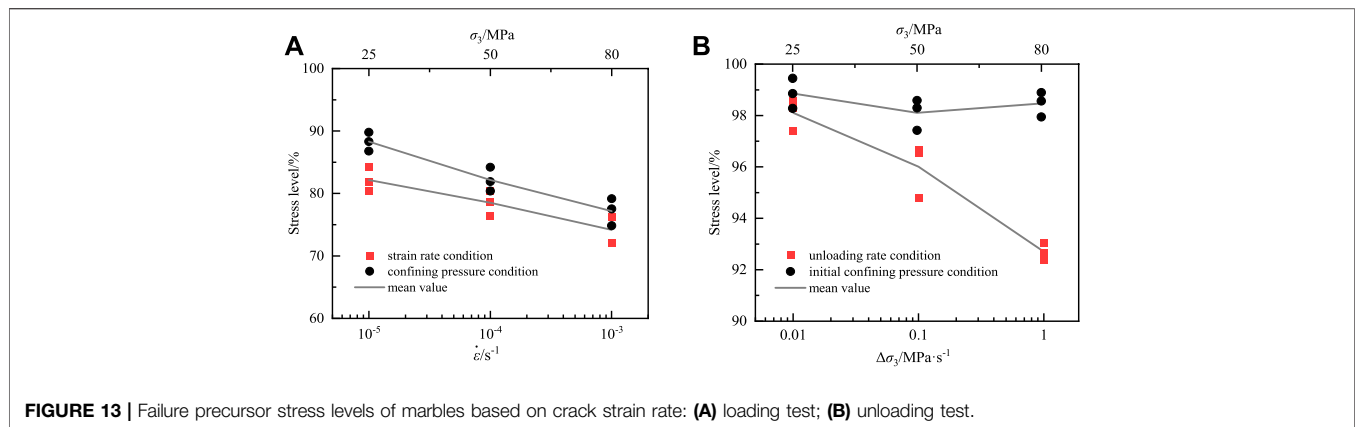 A
σ3/MPa
25 50 80
100
90
80
70
60
Stress level/%
strain rate condition
confining pressure condition
mean value
10-5 10-4 10-3
ε̇/s-1
B
σ3/MPa
25 50 80
100
98
96
94
92
90
Stress level/%
unloading rate condition
initial confining pressure condition
mean value
0.01 0.1 1
Δσ3/MPa·s-1
FIGURE 13 | Failure precursor stress levels of marbles based on crack strain rate: (A) loading test; (B) unloading test.